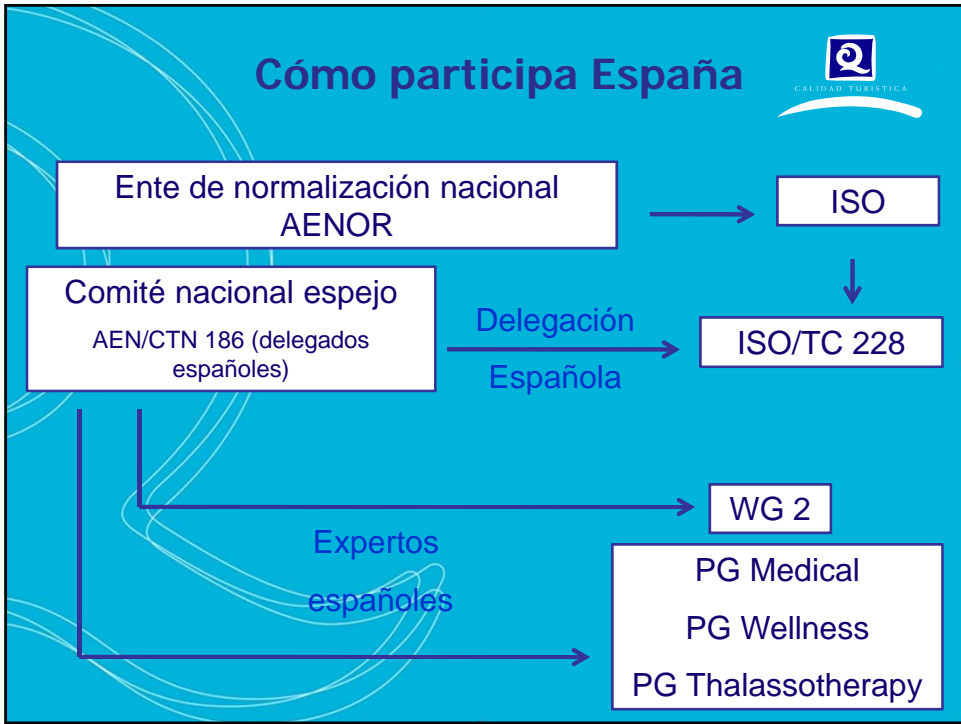 Cómo participa España
Q
CALIDAD TURISTICA
Ente de normalización nacional
AENOR
ISO
Comité nacional espejo
AEN/CTN 186 (delegados
españoles)
Delegación
Española
ISO/TC 228
WG 2
Expertos
españoles
PG Medical
PG Wellness
PG Thalassotherapy